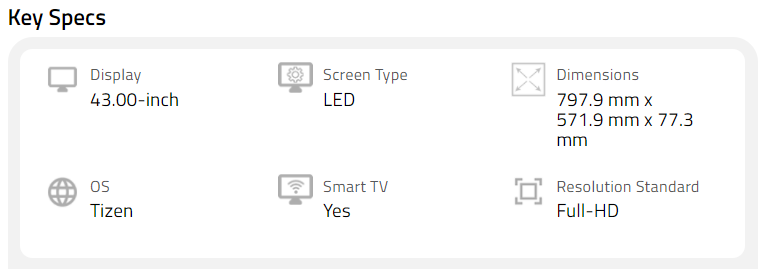 Key Specs
Display
43.00-inch
Screen Type
LED
Dimensions
797.9 mm x
571.9 mm x 77.3
mm
OS
Tizen
Smart TV
Yes
Resolution Standard
Full-HD